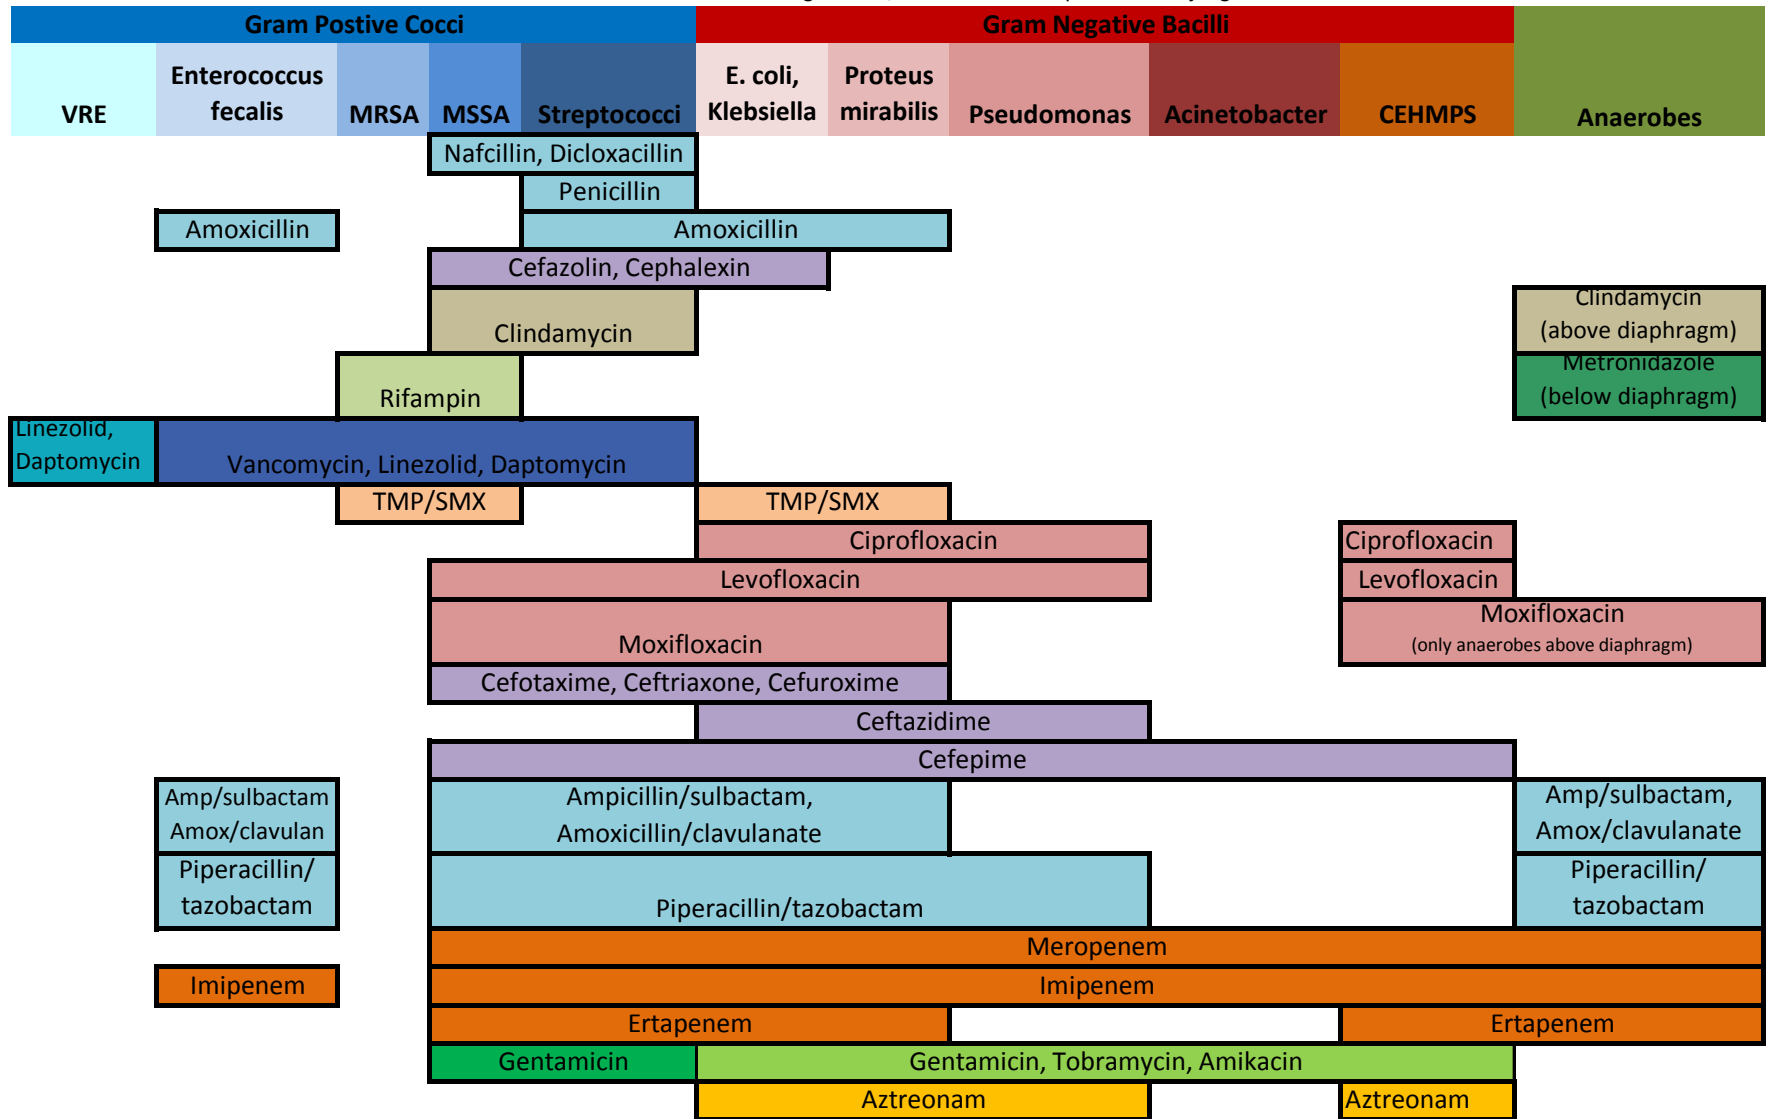 Gram Postive Cocci
Gram Negative Bacilli
VRE
Enterococcus
fecalis
MRSA
MSSA
Streptococci
E. coli,
Klebsiella
Proteus
mirabilis
Pseudomonas
Acinetobacter
CEHMPS
Anaerobes
Nafcillin, Dicloxacillin
Penicillin
Amoxicillin
Amoxicillin
Cefazolin, Cephalexin
Clindamycin
Clindamycin
(above diaphragm)
Rifampin
Metronidazole
(below diaphragm)
Linezolid,
Daptomycin
Vancomycin, Linezolid, Daptomycin
TMP/SMX
TMP/SMX
Ciprofloxacin
Ciprofloxacin
Levofloxacin
Levofloxacin
Moxifloxacin
Moxifloxacin
(only anaerobes above diaphragm)
Cefotaxime, Ceftriaxone, Cefuroxime
Ceftazidime
Cefepime
Amp/sulbactam
Amox/clavulan
Ampicillin/sulbactam,
Amoxicillin/clavulanate
Amp/sulbactam,
Amox/clavulanate
Piperacillin/
tazobactam
Piperacillin/tazobactam
Piperacillin/
tazobactam
Meropenem
Imipenem
Imipenem
Ertapenem
Ertapenem
Gentamicin
Gentamicin, Tobramycin, Amikacin
Aztreonam
Aztreonam